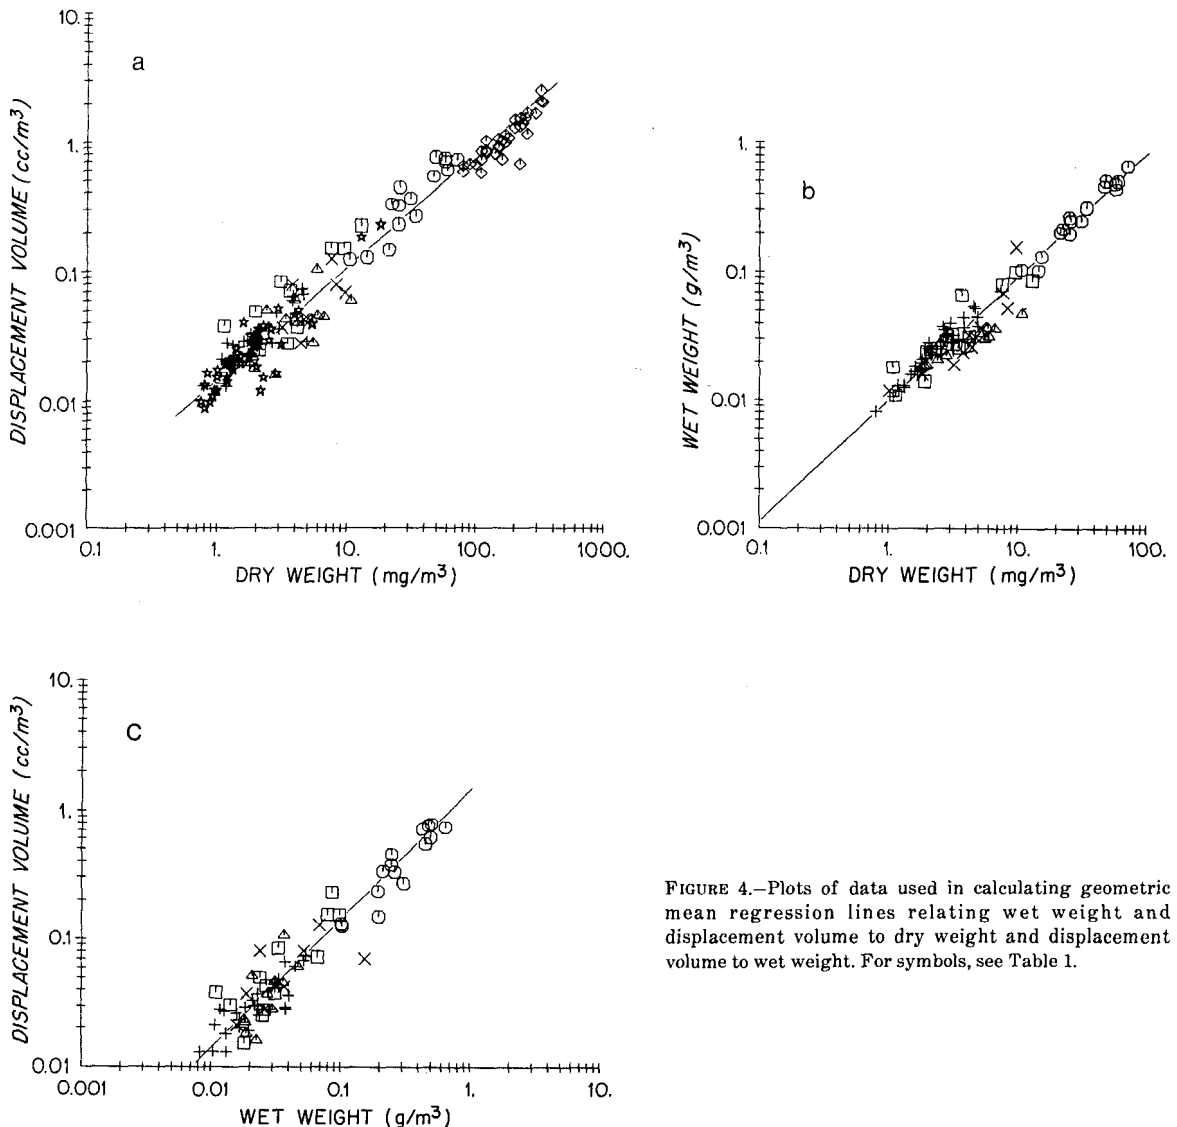 a
DISPLACEMENT VOLUME (cc/m³)
10.
1.
0.1
0.01
0.001
0.1 1. 10. 100. 1000.
DRY WEIGHT (mg/m³)
b
WET WEIGHT (g/m³)
1.
0.1
0.01
0.001
0.1 1. 10. 100.
DRY WEIGHT (mg/m³)
c
DISPLACEMENT VOLUME (cc/m³)
10.
1.
0.1
0.01
0.001 0.01 0.1 1. 10.
WET WEIGHT (g/m³)
FIGURE 4.—Plots of data used in calculating geometric
mean regression lines relating wet weight and
displacement volume to dry weight and displacement
volume to wet weight. For symbols, see Table 1.